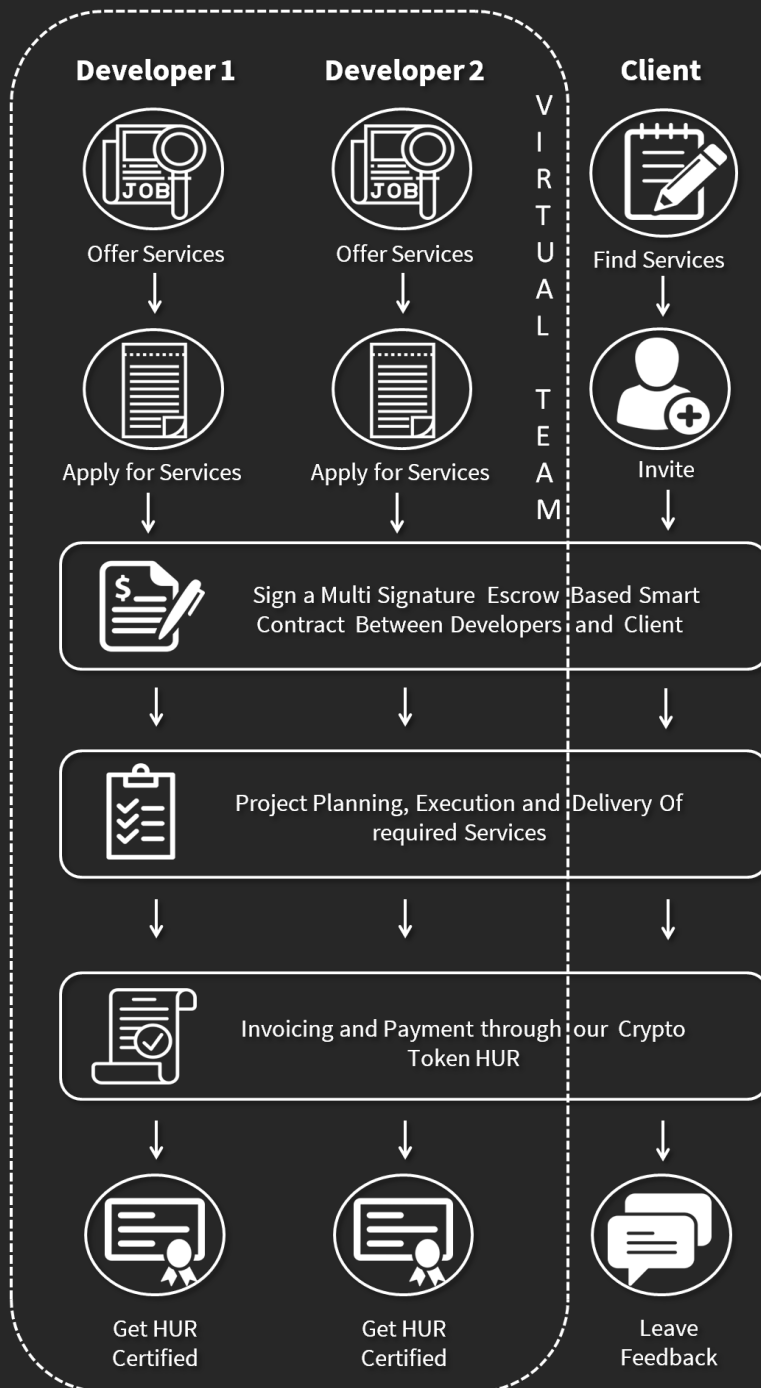 Developer 1
Developer 2
Client
VIRTUAL TEAM
JOB
JOB
Offer Services
Offer Services
Find Services
Apply for Services
Apply for Services
Invite
$
Sign a Multi Signature Escrow Based Smart
Contract Between Developers and Client
Project Planning, Execution and Delivery Of
required Services
Invoicing and Payment through our Crypto
Token HUR
Get HUR
Certified
Get HUR
Certified
Leave
Feedback